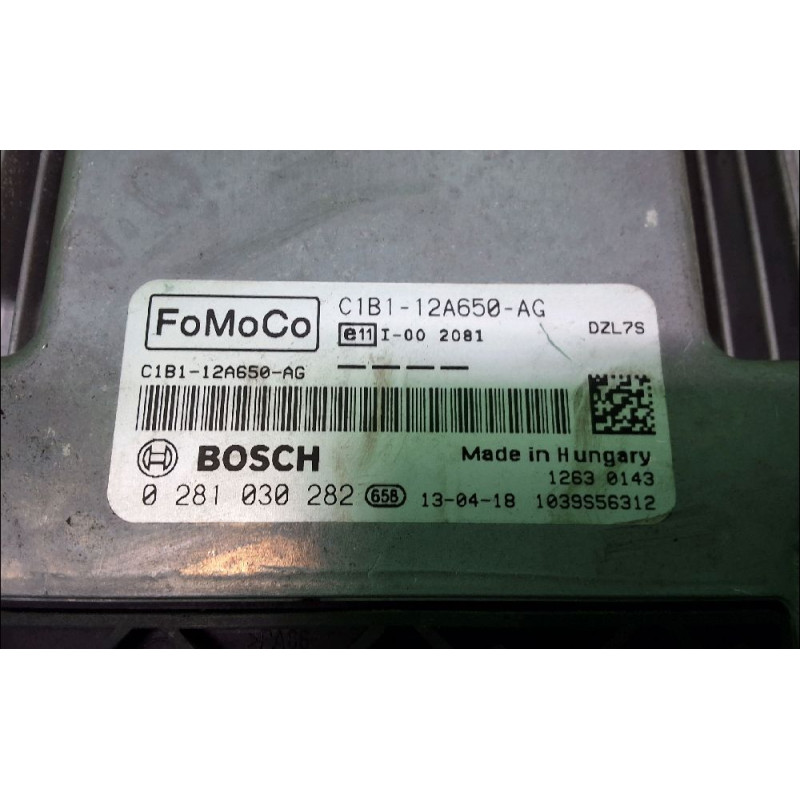 FoMoCo
C1B1-12A650-AG
e11 I-00 2081
DZL7S
C1B1-12A650-AG
BOSCH
Made in Hungary
1263 0143
0 281 030 282 658 13-04-18 1039S56312